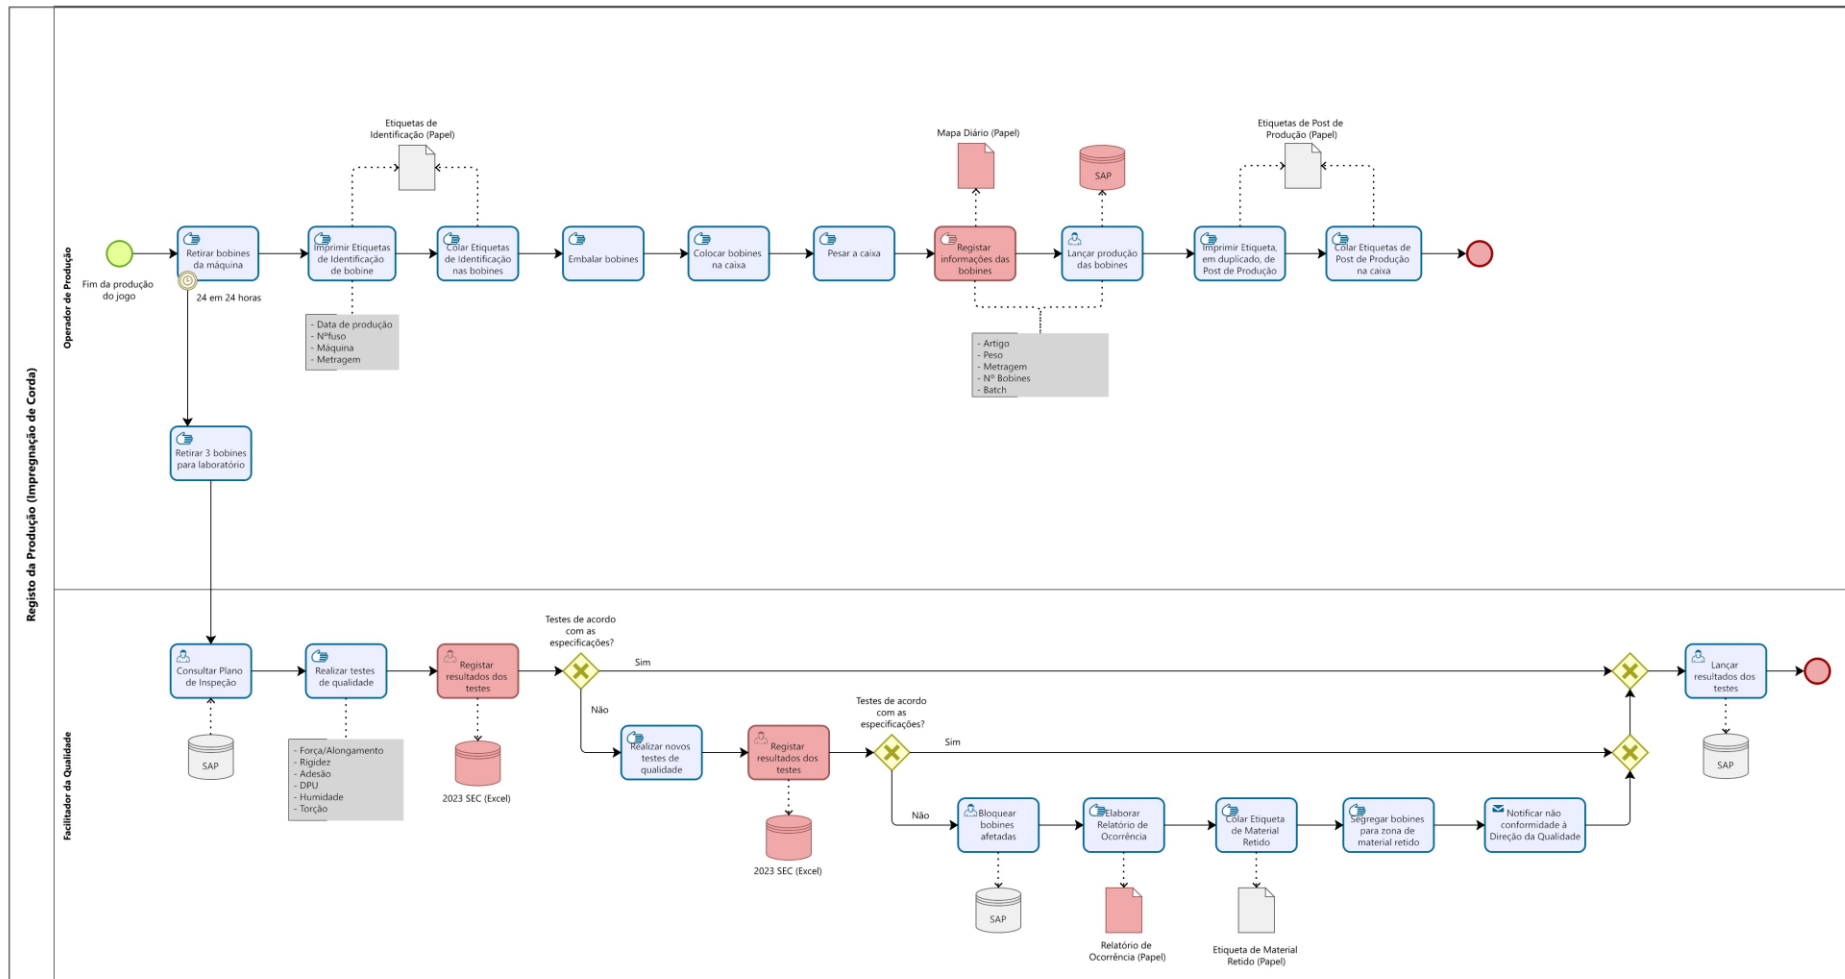 Registo da Produção (Impregnação de Corda)
Operador de Produção
Fim da produção
do jogo
Retirar bobines
da máquina
24 em 24 horas
Etiquetas de
Identificação (Papel)
Imprimir Etiquetas
de Identificação
de bobine
- Data de produção
- Nºfuso
- Máquina
- Metragem
Colar Etiquetas
de Identificação
nas bobines
Embalar bobines
Colocar bobines
na caixa
Pesar a caixa
Mapa Diário (Papel)
Registar
informações das
bobines
SAP
Lançar produção
das bobines
- Artigo
- Peso
- Metragem
- Nº Bobines
- Batch
Etiquetas de Post de
Produção (Papel)
Imprimir Etiqueta,
em duplicado, de
Post de Produção
Colar Etiquetas de
Post de Produção
na caixa
Retirar 3 bobines
para laboratório
Facilitador da Qualidade
Consultar Plano
de Inspeção
SAP
Realizar testes
de qualidade
- Força/Alongamento
- Rigidez
- Adesão
- DPU
- Humidade
- Torção
Registar
resultados dos
testes
2023 SEC (Excel)
Testes de acordo
com as
especificações?
Sim
Não
Realizar novos
testes de
qualidade
Registar
resultados dos
testes
2023 SEC (Excel)
Testes de acordo
com as
especificações?
Sim
Não
Bloquear
bobines
afetadas
SAP
Elaborar
Relatório de
Ocorrência
Relatório de
Ocorrência (Papel)
Colar Etiqueta
de Material
Retido
Etiqueta de Material
Retido (Papel)
Segregar bobines
para zona de
material retido
Notificar não
conformidade à
Direção da Qualidade
Lançar
resultados dos
testes
SAP